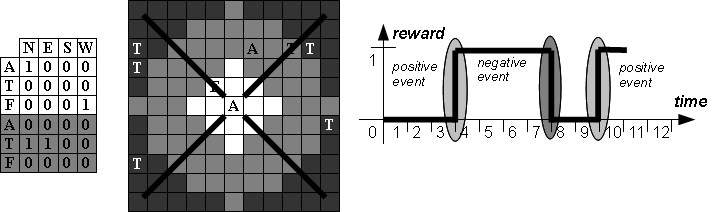 N E S W
A 1 0 0 0
T 0 0 0 0
F 0 0 0 1
A 0 0 0 0
T 1 1 0 0
F 0 0 0 0
T A T T
T
T
A
T
T
reward
1
positive event
negative event
positive event
time
0 1 2 3 4 5 6 7 8 9 10 11 12